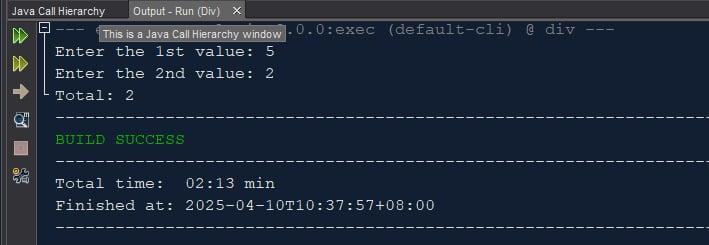 Java Call Hierarchy Output - Run (Div) X
--- e This is a Java Call Hierarchy window .0.0:exec (default-cli) @ div ---
Enter the 1st value: 5
Enter the 2nd value: 2
Total: 2
------------------------------------------------------------------------
BUILD SUCCESS
------------------------------------------------------------------------
Total time:  02:13 min
Finished at: 2025-04-10T10:37:57+08:00
------------------------------------------------------------------------